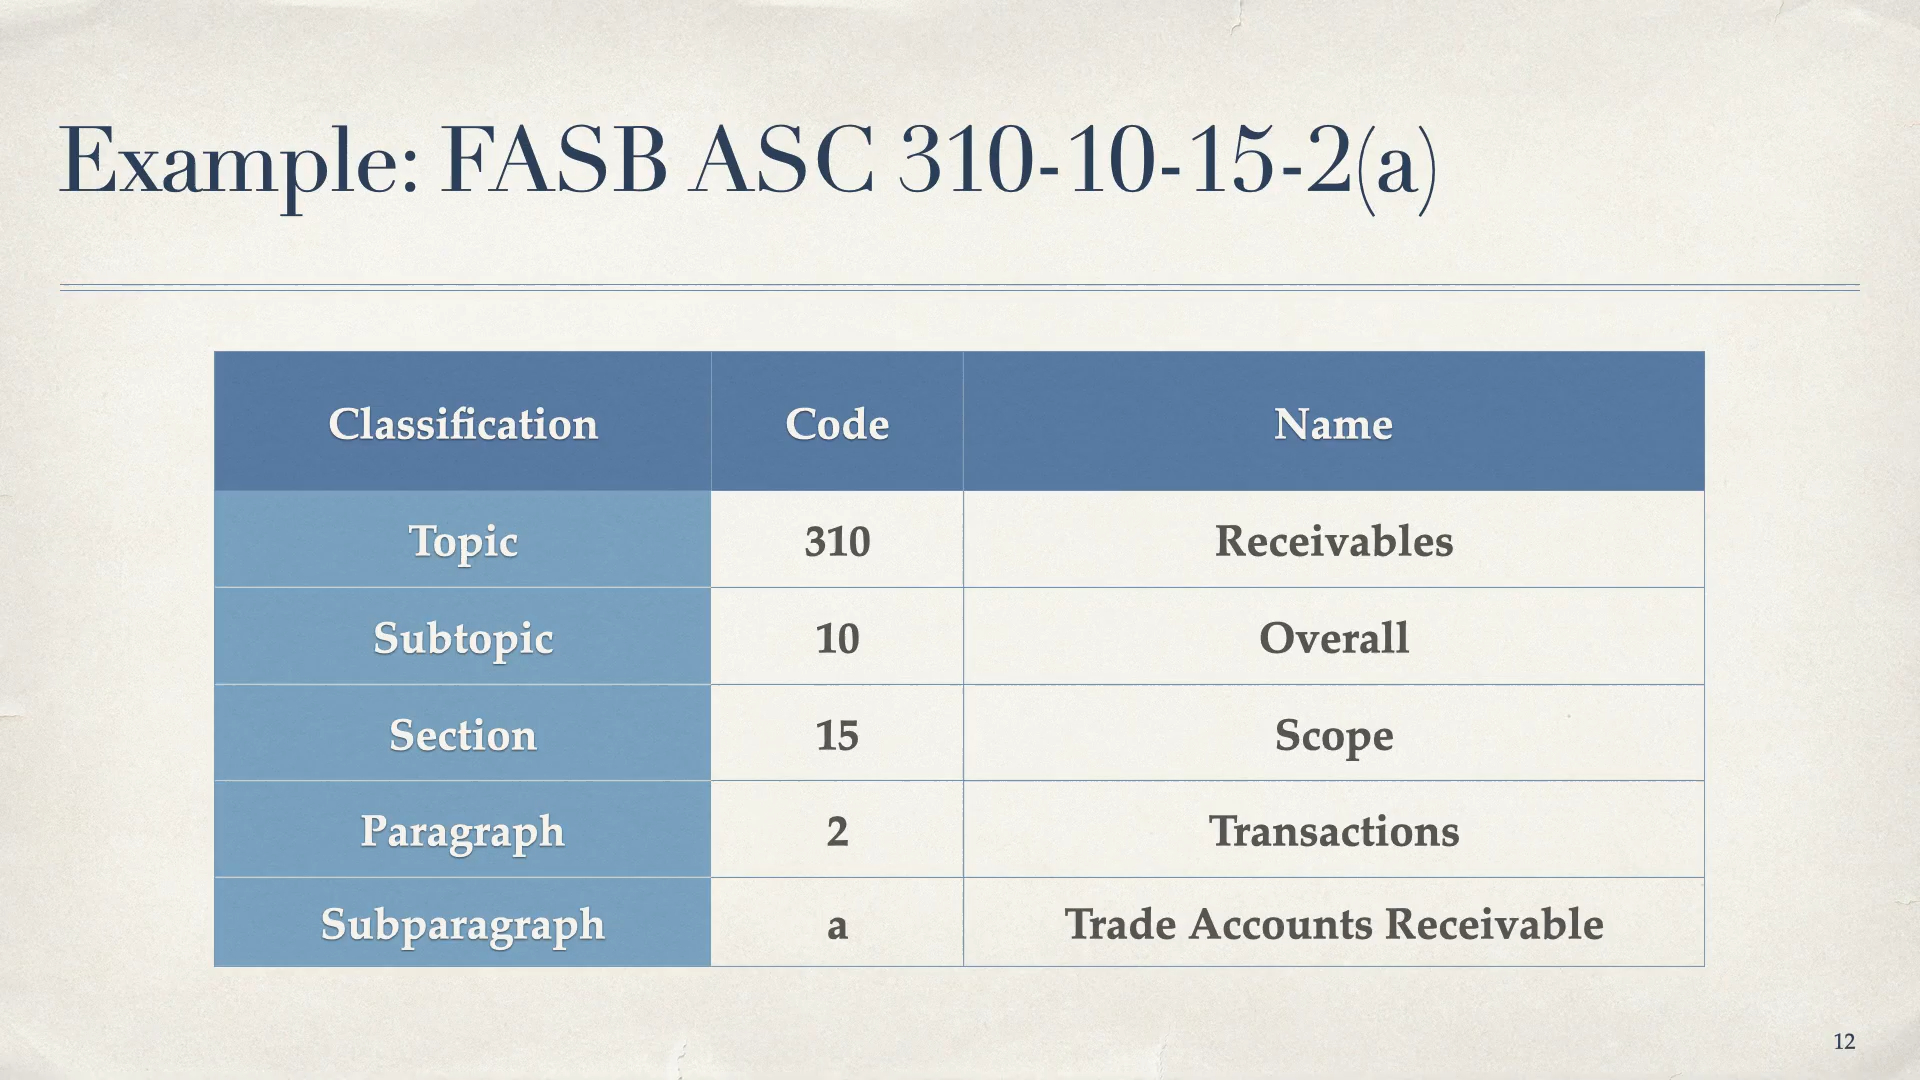 Example: FASB ASC 310-10-15-2(a)
Classification Code Name
Topic 310 Receivables
Subtopic 10 Overall
Section 15 Scope
Paragraph 2 Transactions
Subparagraph a Trade Accounts Receivable
12